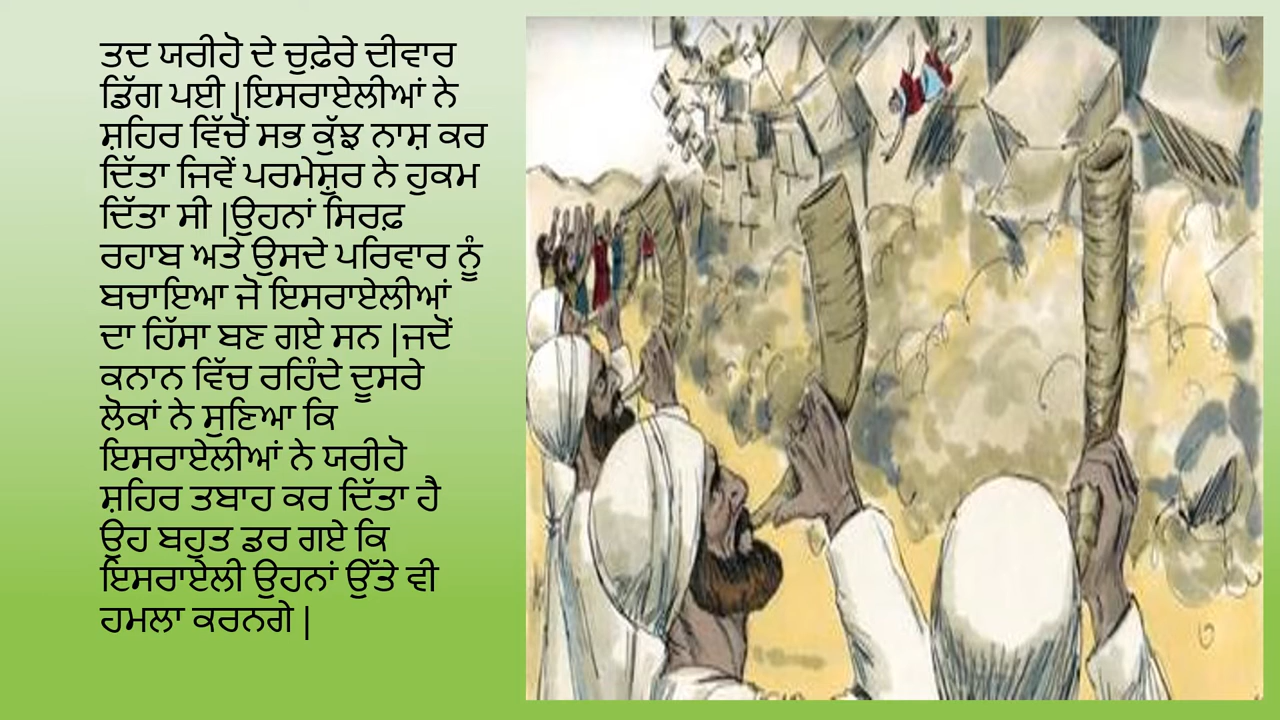 ਤਦ ਯਰੀਹੋ ਦੇ ਚੁਫ਼ੇਰੇ ਦੀਵਾਰ
ਡਿੱਗ ਪਈ |ਇਸਰਾਏਲੀਆਂ ਨੇ
ਸ਼ਹਿਰ ਵਿੱਚੋਂ ਸਭ ਕੁੱਝ ਨਾਸ਼ ਕਰ
ਦਿੱਤਾ ਜਿਵੇਂ ਪਰਮੇਸ਼ੁਰ ਨੇ ਹੁਕਮ
ਦਿੱਤਾ ਸੀ |ਉਹਨਾਂ ਸਿਰਫ਼
ਰਹਾਬ ਅਤੇ ਉਸਦੇ ਪਰਿਵਾਰ ਨੂੰ
ਬਚਾਇਆ ਜੋ ਇਸਰਾਏਲੀਆਂ
ਦਾ ਹਿੱਸਾ ਬਣ ਗਏ ਸਨ |ਜਦੋਂ
ਕਨਾਨ ਵਿੱਚ ਰਹਿੰਦੇ ਦੂਸਰੇ
ਲੋਕਾਂ ਨੇ ਸੁਣਿਆ ਕਿ
ਇਸਰਾਏਲੀਆਂ ਨੇ ਯਰੀਹੋ
ਸ਼ਹਿਰ ਤਬਾਹ ਕਰ ਦਿੱਤਾ ਹੈ
ਉਹ ਬਹੁਤ ਡਰ ਗਏ ਕਿ
ਇਸਰਾਏਲੀ ਉਹਨਾਂ ਉੱਤੇ ਵੀ
ਹਮਲਾ ਕਰਨਗੇ |